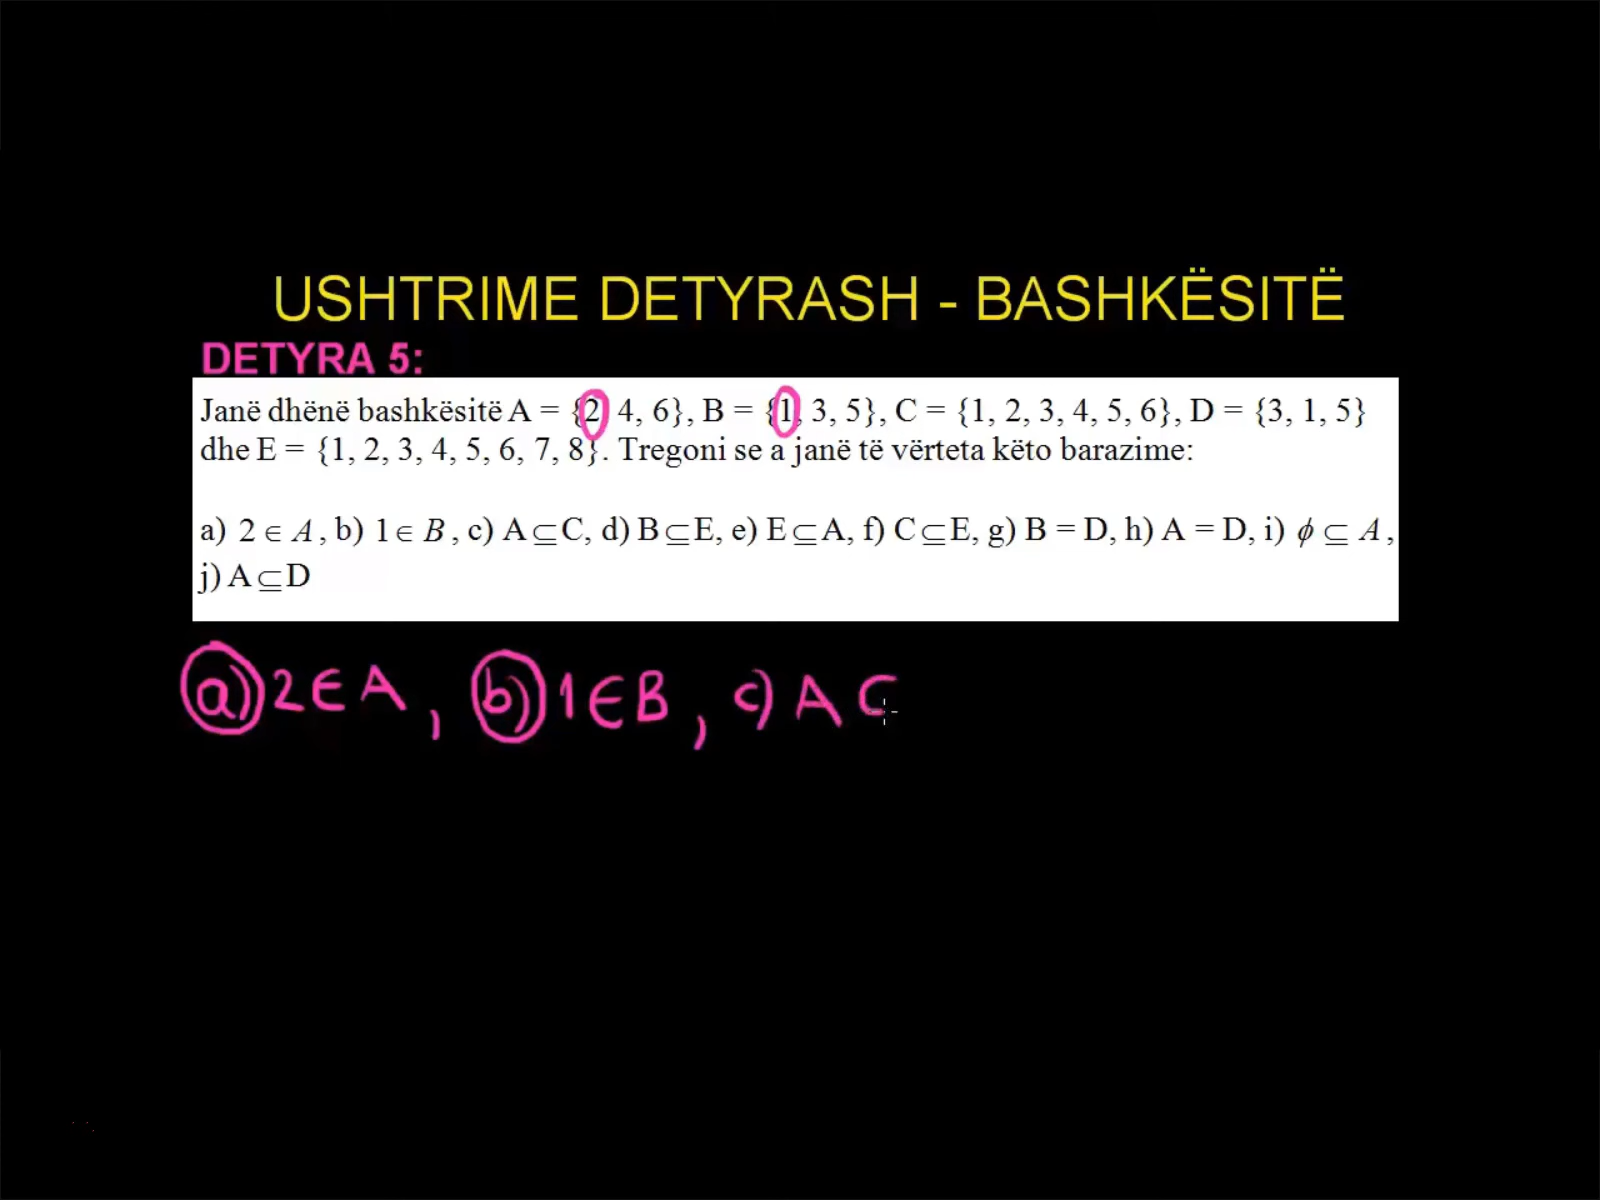 USHTRIME DETYRASH - BASHKËSITË
DETYRA 5:
Janë dhënë bashkësitë A = {2, 4, 6}, B = {1, 3, 5}, C = {1, 2, 3, 4, 5, 6}, D = {3, 1, 5}
dhe E = {1, 2, 3, 4, 5, 6, 7, 8}. Tregoni se a janë të vërteta këto barazime:
a) 2 ∈ A, b) 1 ∈ B, c) A⊆C, d) B⊆E, e) E⊆A, f) C⊆E, g) B = D, h) A = D, i) ϕ ⊆ A,
j) A⊆D
a) 2∈A, b) 1∈B, c) A ⊂